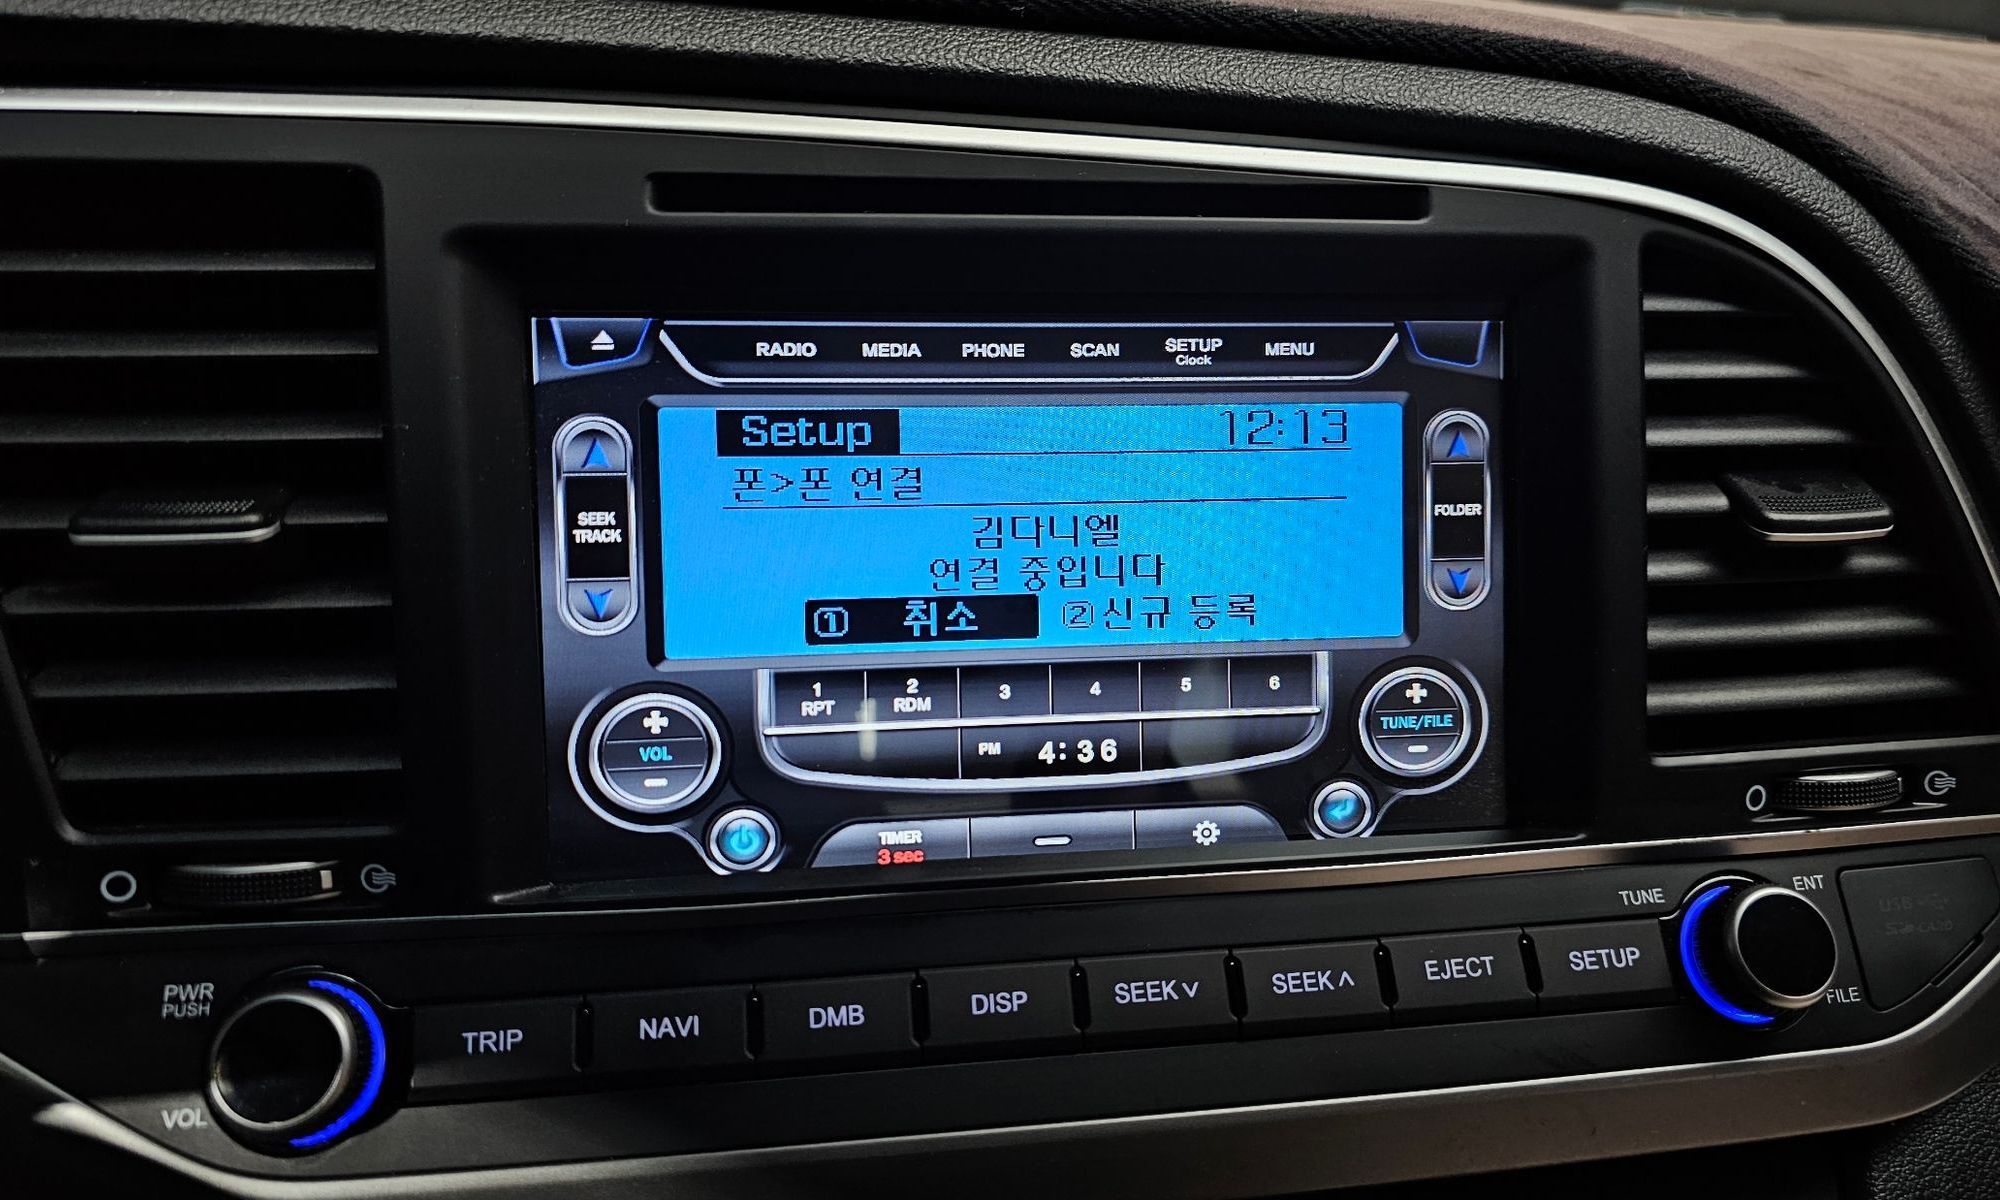 RADIO MEDIA PHONE SCAN SETUP MENU
Clock
Setup 12:13
폰>폰 연결
김다니엘
연결 중입니다
① 취소 ②신규 등록
SEEK
TRACK
FOLDER
1 2 3 4 5 6
RPT RDM
VOL
TUNE/FILE
PM 4:36
TIMER
3 sec
PWR
PUSH
VOL
TRIP NAVI DMB DISP SEEK∨ SEEK∧ EJECT SETUP
TUNE
ENT
FILE
USB